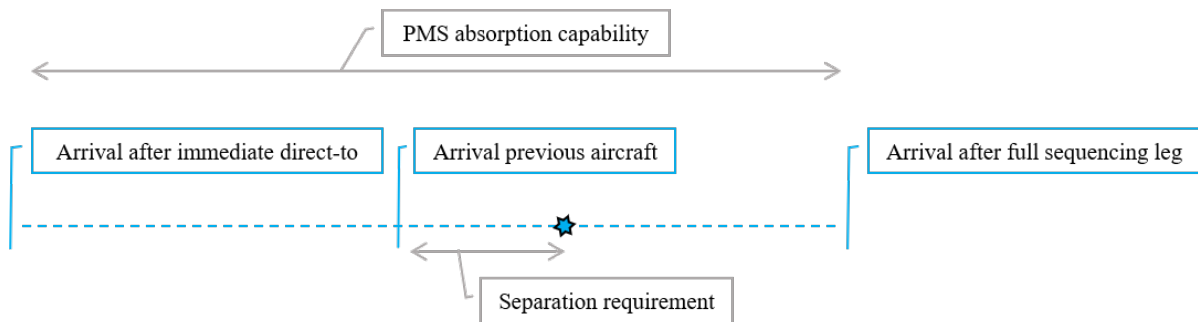 PMS absorption capability
Arrival after immediate direct-to
Arrival previous aircraft
Arrival after full sequencing leg
Separation requirement